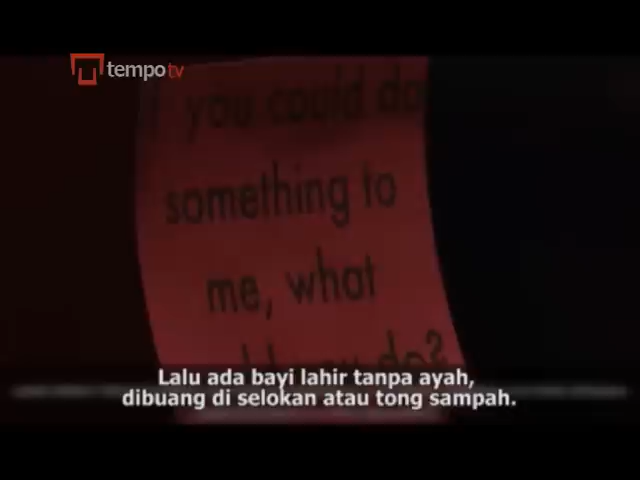 tempo tv
you could do
something to
me, what
do?
Lalu ada bayi lahir tanpa ayah,
dibuang di selokan atau tong sampah.